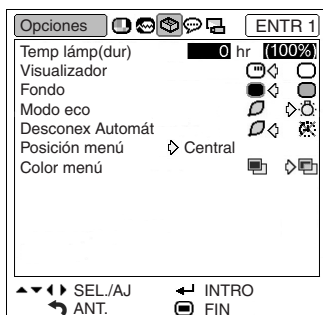 Opciones ENTR 1
Temp lámp(dur) 0 hr (100%)
Visualizador
Fondo
Modo eco
Desconex Automát
Posición menú Central
Color menú
SEL./AJ INTRO
ANT. FIN